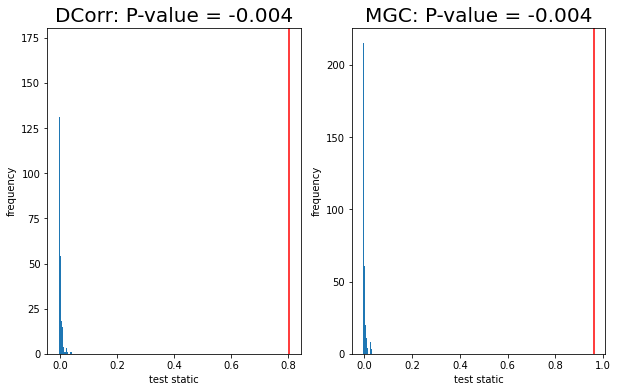 DCorr: P-value = -0.004
175
150
125
100
75
50
25
0
frequency
0.0 0.2 0.4 0.6 0.8
test static
MGC: P-value = -0.004
200
150
100
50
0
frequency
0.0 0.2 0.4 0.6 0.8 1.0
test static